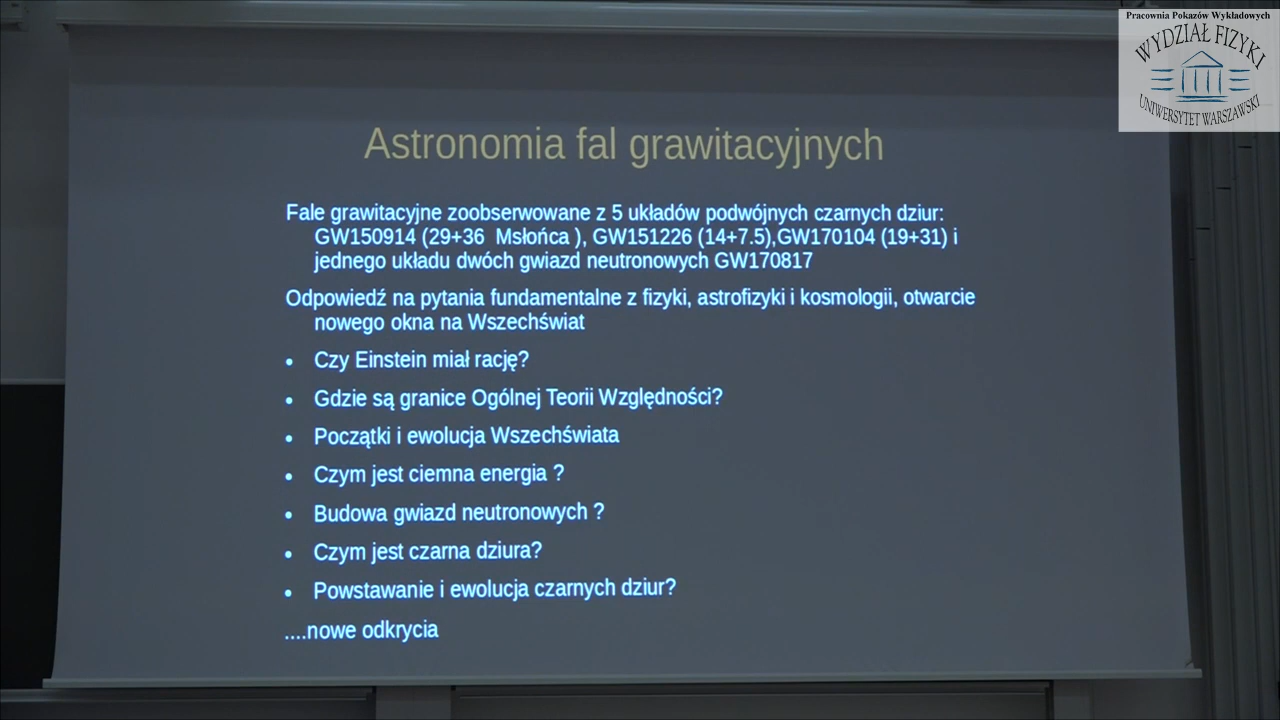 Pracownia Pokazów Wykładowych
WYDZIAŁ FIZYKI
UNIWERSYTET WARSZAWSKI
Astronomia fal grawitacyjnych
Fale grawitacyjne zoobserwowane z 5 układów podwójnych czarnych dziur:
GW150914 (29+36 Msłońca ), GW151226 (14+7.5),GW170104 (19+31) i
jednego układu dwóch gwiazd neutronowych GW170817
Odpowiedź na pytania fundamentalne z fizyki, astrofizyki i kosmologii, otwarcie
nowego okna na Wszechświat
• Czy Einstein miał rację?
• Gdzie są granice Ogólnej Teorii Względności?
• Początki i ewolucja Wszechświata
• Czym jest ciemna energia ?
• Budowa gwiazd neutronowych ?
• Czym jest czarna dziura?
• Powstawanie i ewolucja czarnych dziur?
....nowe odkrycia